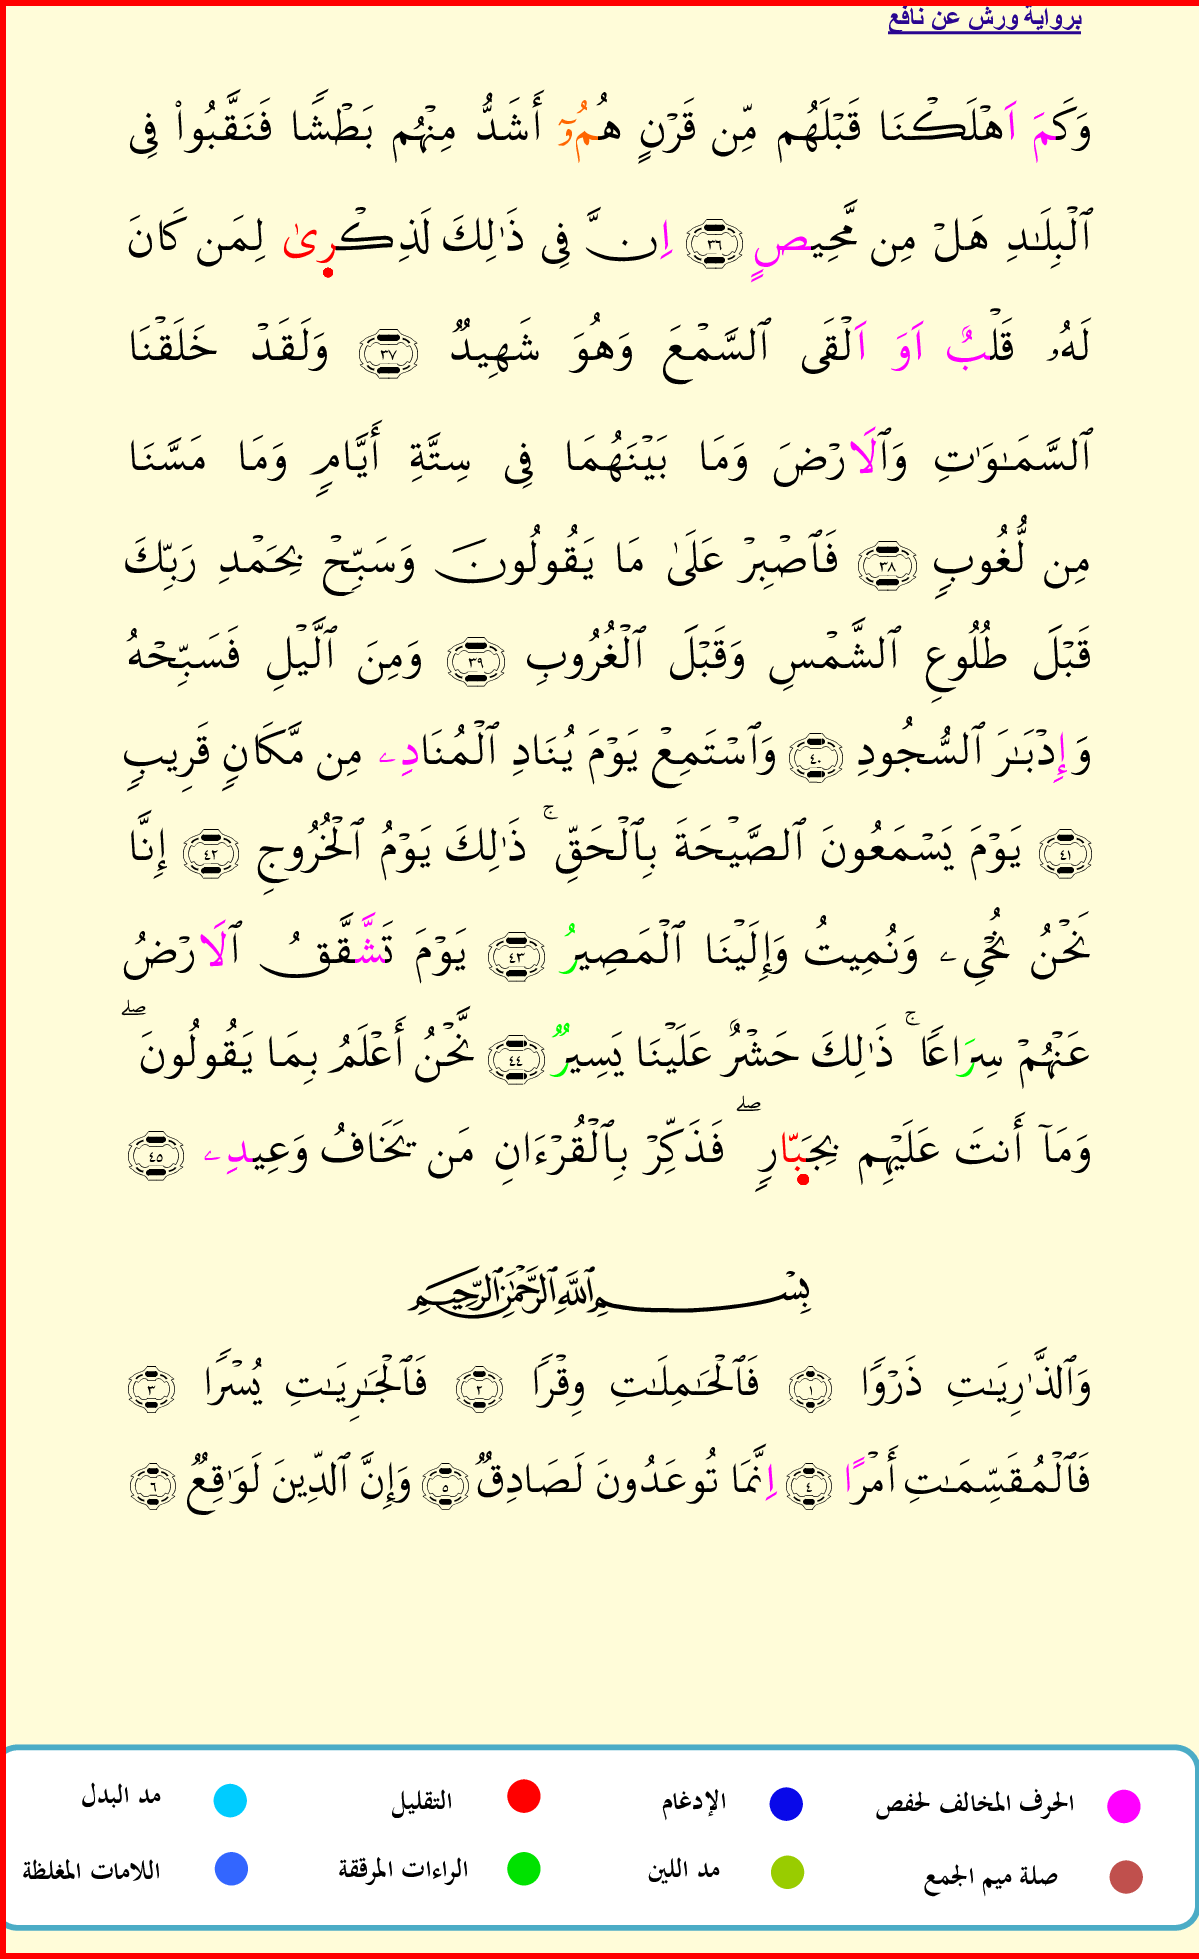 برواية ورش عن نافع
وَكَمَ اَهْلَكْنَا قَبْلَهُم مِّن قَرْنٍ هُمُۥٓ أَشَدُّ مِنْهُم بَطْشًا فَنَقَّبُواْ فِى
اَ۬لْبِلَٰدِ هَلْ مِن مَّحِيصٍ ٣٦ اِنَّ فِى ذَٰلِكَ لَذِكْرِىٰ لِمَن كَانَ
لَهُۥ قَلْبٌ اَوَ اَلْقَى ٱلسَّمْعَ وَهُوَ شَهِيدٌ ٣٧ وَلَقَدْ خَلَقْنَا
ٱلسَّمَٰوَٰتِ وَٱلَارْضَ وَمَا بَيْنَهُمَا فِى سِتَّةِ أَيَّامٍ وَمَا مَسَّنَا
مِن لُّغُوبٍ ٣٨ فَٱصْبِرْ عَلَىٰ مَا يَقُولُونَ وَسَبِّحْ بِحَمْدِ رَبِّكَ
قَبْلَ طُلُوعِ ٱلشَّمْسِ وَقَبْلَ ٱلْغُرُوبِ ٣٩ وَمِنَ ٱلَّيْلِ فَسَبِّحْهُ
وَإِدْبَٰرَ ٱلسُّجُودِ ٤٠ وَٱسْتَمِعْ يَوْمَ يُنَادِ ٱلْمُنَادِۦ مِن مَّكَانٍ قَرِيبٍ
٤١ يَوْمَ يَسْمَعُونَ ٱلصَّيْحَةَ بِٱلْحَقِّ ۚ ذَٰلِكَ يَوْمُ ٱلْخُرُوجِ ٤٢ إِنَّا
نَحْنُ نُحْىِۦ وَنُمِيتُ وَإِلَيْنَا ٱلْمَصِيرُ ٤٣ يَوْمَ تَشَّقَّقُ ٱلَارْضُ
عَنْهُمْ سِرَاعًا ۚ ذَٰلِكَ حَشْرٌ عَلَيْنَا يَسِيرٌ ٤٤ نَّحْنُ أَعْلَمُ بِمَا يَقُولُونَ ۖ
وَمَآ أَنتَ عَلَيْهِم بِجَبَّارٍ ۖ فَذَكِّرْ بِٱلْقُرْءَانِ مَن يَخَافُ وَعِيدِۦ ٤٥
بِسْمِ ٱللَّهِ ٱلرَّحْمَٰنِ ٱلرَّحِيمِ
وَٱلذَّٰرِيَٰتِ ذَرْوًا ١ فَٱلْحَٰمِلَٰتِ وِقْرًا ٢ فَٱلْجَٰرِيَٰتِ يُسْرًا ٣
فَٱلْمُقَسِّمَٰتِ أَمْرًا ٤ اِنَّمَا تُوعَدُونَ لَصَادِقٌ ٥ وَإِنَّ ٱلدِّينَ لَوَٰقِعٌ ٦
الحرف المخالف لحفص الإدغام التقليل مد البدل
صلة ميم الجمع مد اللين الراءات المرققة اللامات المغلظة